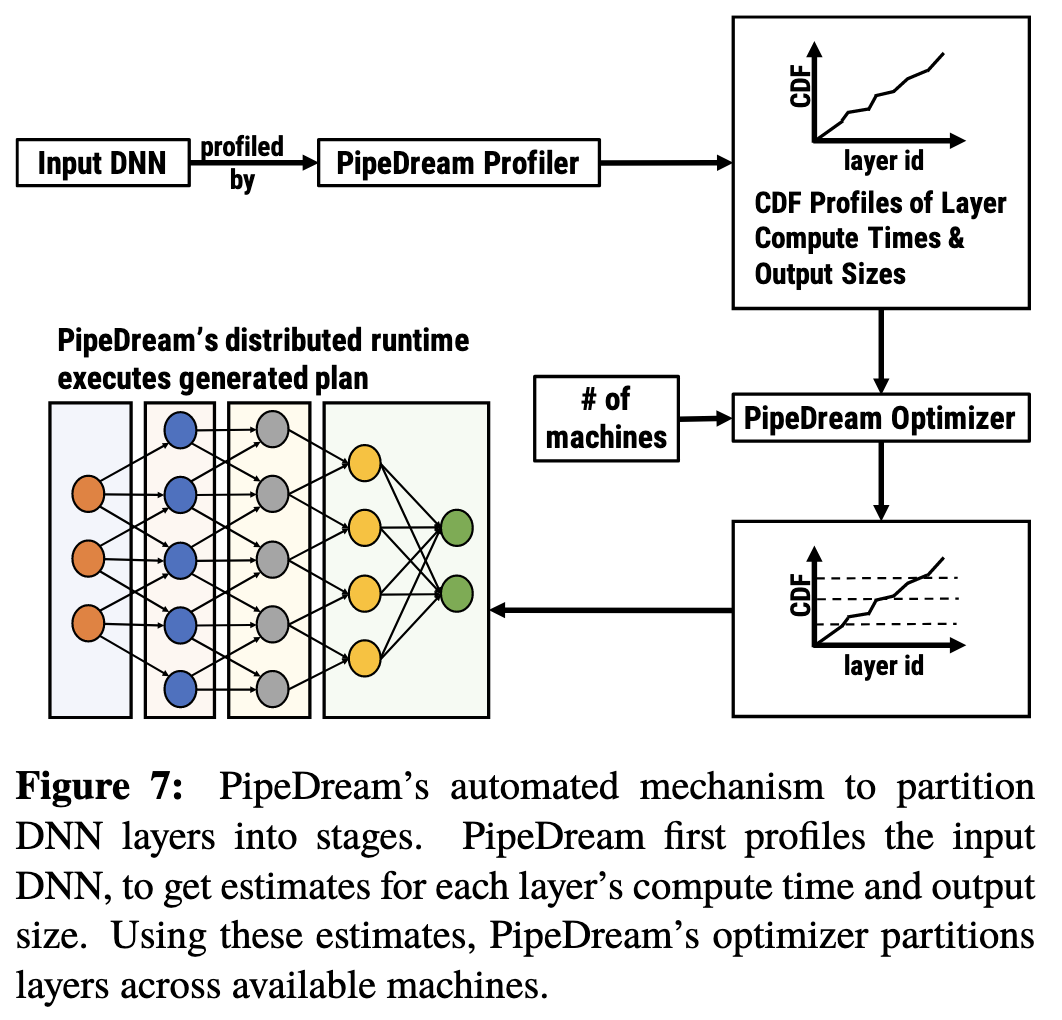 Input DNN
profiled
by
PipeDream Profiler
CDF
layer id
CDF Profiles of Layer
Compute Times &
Output Sizes
# of
machines
PipeDream Optimizer
CDF
layer id
PipeDream’s distributed runtime
executes generated plan
Figure 7: PipeDream’s automated mechanism to partition
DNN layers into stages. PipeDream first profiles the input
DNN, to get estimates for each layer’s compute time and output
size. Using these estimates, PipeDream’s optimizer partitions
layers across available machines.